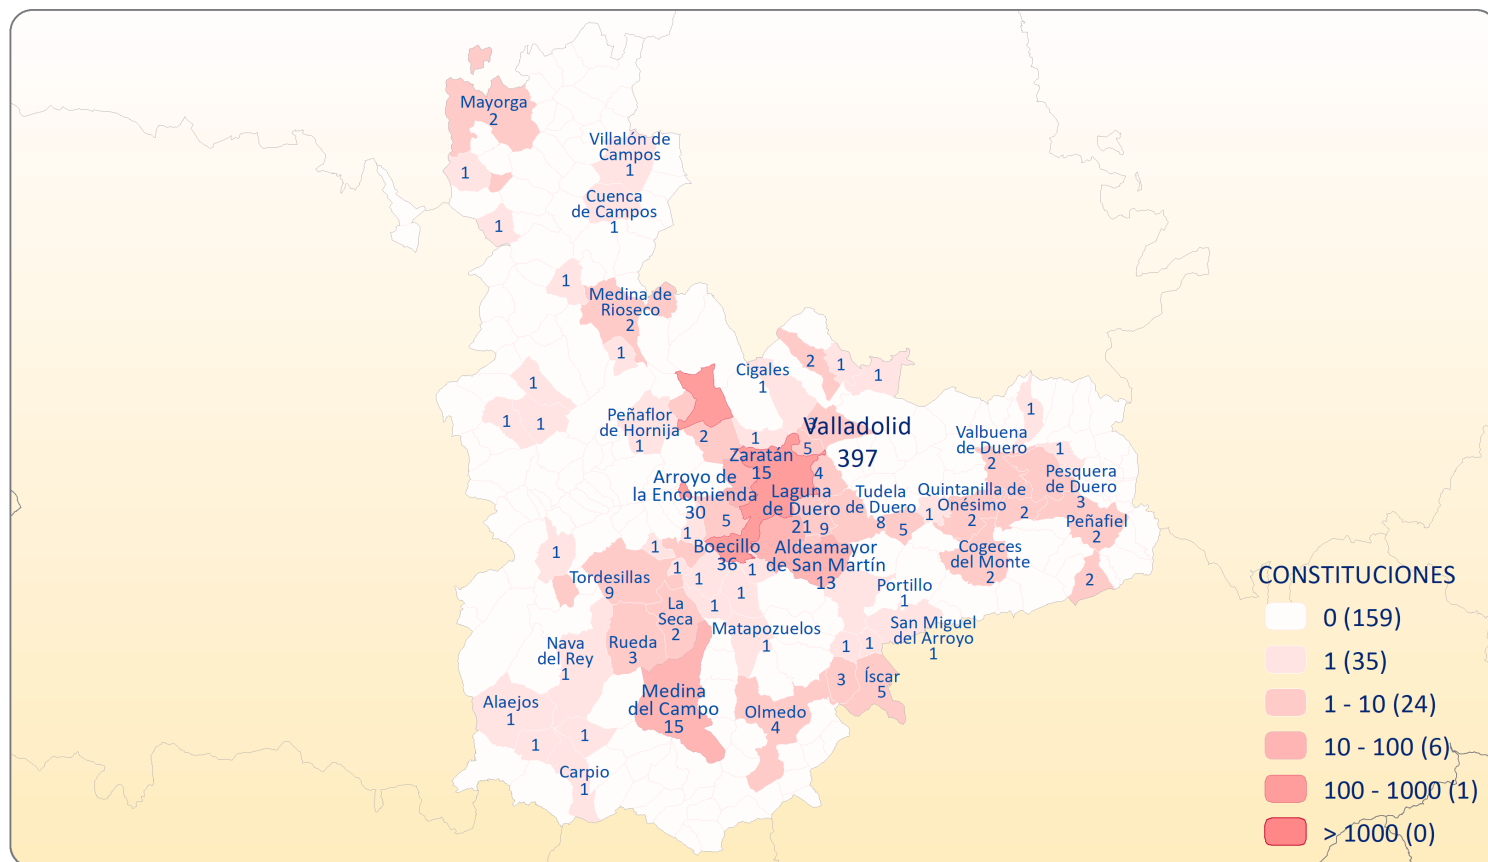 Mayorga
2
Villalón de
Campos
1
1
Cuenca
de Campos
1
1
1
Medina de
Rioseco
2
1
2
1
1
Cigales
1
1
1
1
Peñaflor
de Hornija
1
2
1
Valladolid
397
5
1
Valbuena
de Duero
2
1
Zaratán
15
4
Pesquera
de Duero
3
Arroyo de
la Encomienda
30
5
1
Laguna
de Duero
21
9
Tudela
de Duero
8
5
1
Quintanilla de
Onésimo
2
2
Peñafiel
2
1
1
Boecillo
36
1
Aldeamayor
de San Martín
13
Cogeces
del Monte
2
2
Tordesillas
9
1
1
1
1
Portillo
1
La
Seca
2
Matapozuelos
1
San Miguel
del Arroyo
1
1
1
Nava
del Rey
1
Rueda
3
3
Íscar
5
Alaejos
1
Medina
del Campo
15
Olmedo
4
1
1
Carpio
1
CONSTITUCIONES
0 (159)
1 (35)
1 - 10 (24)
10 - 100 (6)
100 - 1000 (1)
> 1000 (0)